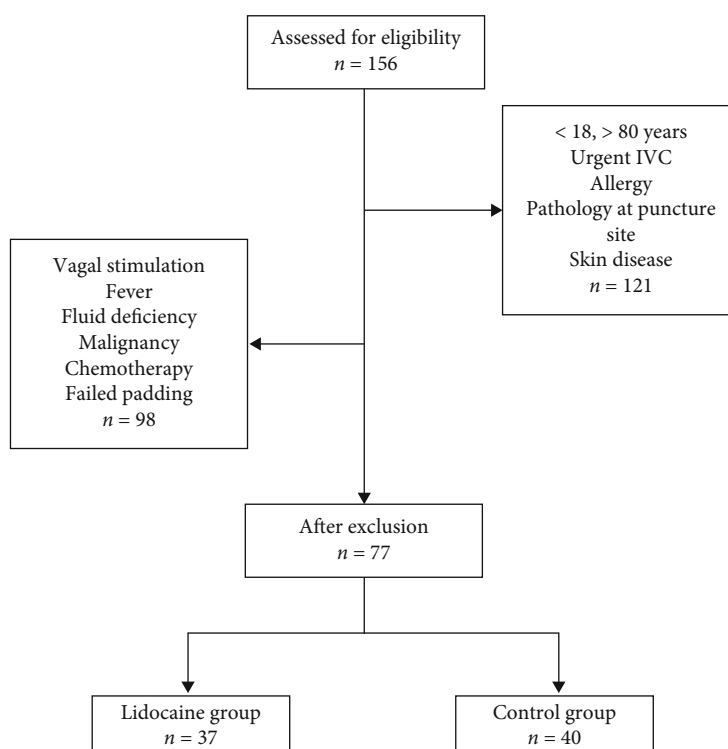 Assessed for eligibility
n = 156
< 18, > 80 years
Urgent IVC
Allergy
Pathology at puncture
site
Skin disease
n = 121
Vagal stimulation
Fever
Fluid deficiency
Malignancy
Chemotherapy
Failed padding
n = 98
After exclusion
n = 77
Lidocaine group
n = 37
Control group
n = 40